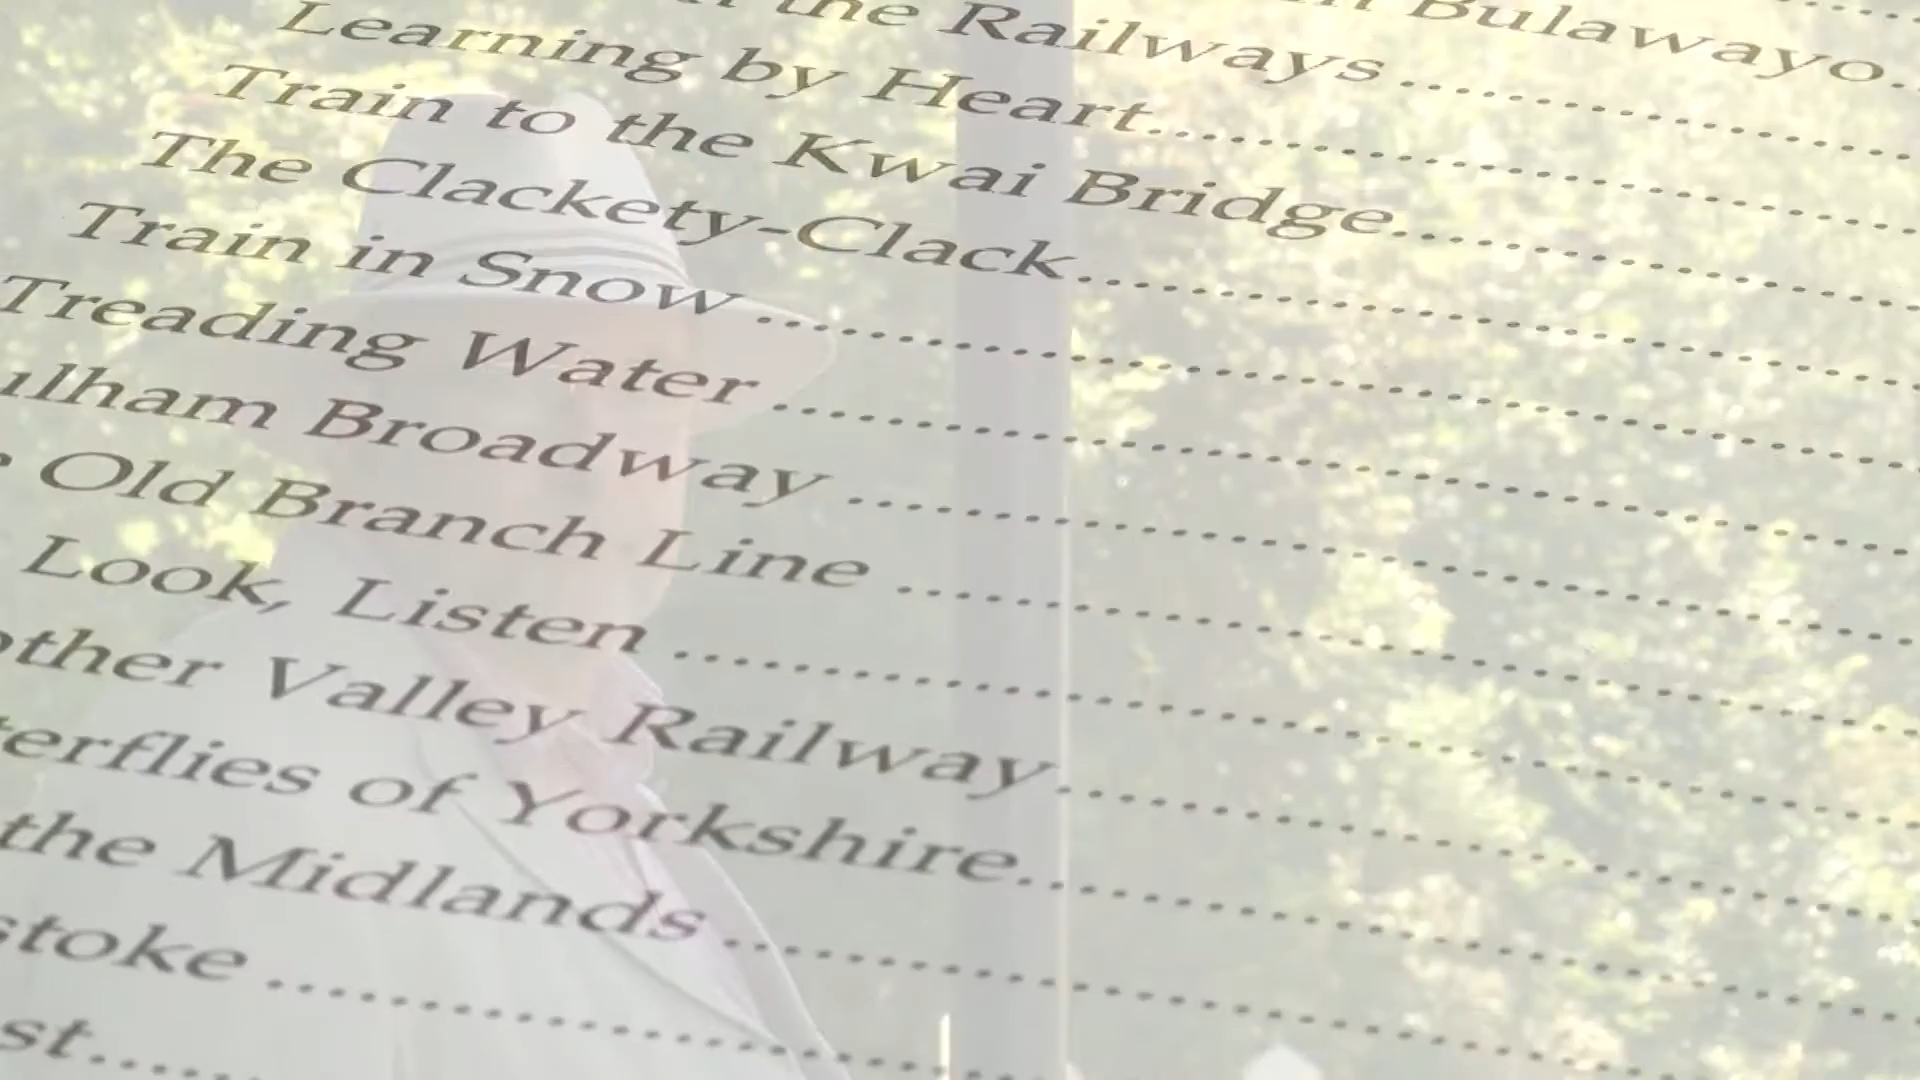 in Bulawayo
the Railways
Learning by Heart
Train to the Kwai Bridge
The Clackety-Clack
Train in Snow
Treading Water
Broadway
Old Branch Line
Look, Listen
Valley Railway
of Yorkshire
the Midlands